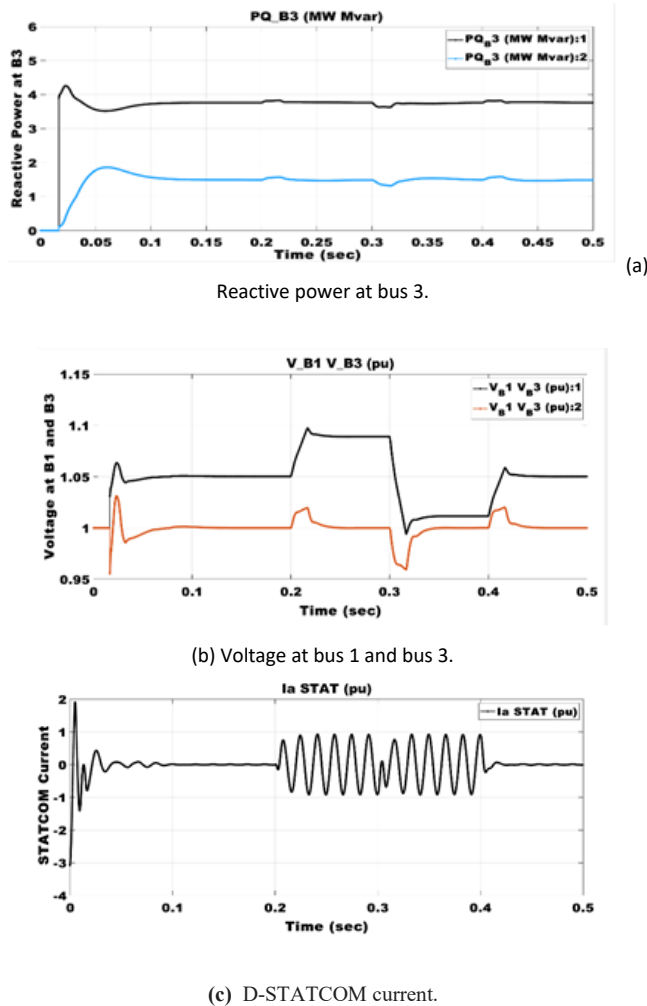 PQ_B3 (MW Mvar)
PQB3 (MW Mvar):1
PQB3 (MW Mvar):2
Reactive Power at B3
6
5
4
3
2
1
0
0 0.05 0.1 0.15 0.2 0.25 0.3 0.35 0.4 0.45 0.5
Time (sec)
(a)
Reactive power at bus 3.
V_B1 V_B3 (pu)
VB1 VB3 (pu):1
VB1 VB3 (pu):2
Voltage at B1 and B3
1.15
1.1
1.05
1
0.95
0 0.1 0.2 0.3 0.4 0.5
Time (sec)
(b) Voltage at bus 1 and bus 3.
Ia STAT (pu)
Ia STAT (pu)
STATCOM Current
2
1
0
-1
-2
-3
-4
0 0.1 0.2 0.3 0.4 0.5
Time (sec)
(c) D-STATCOM current.